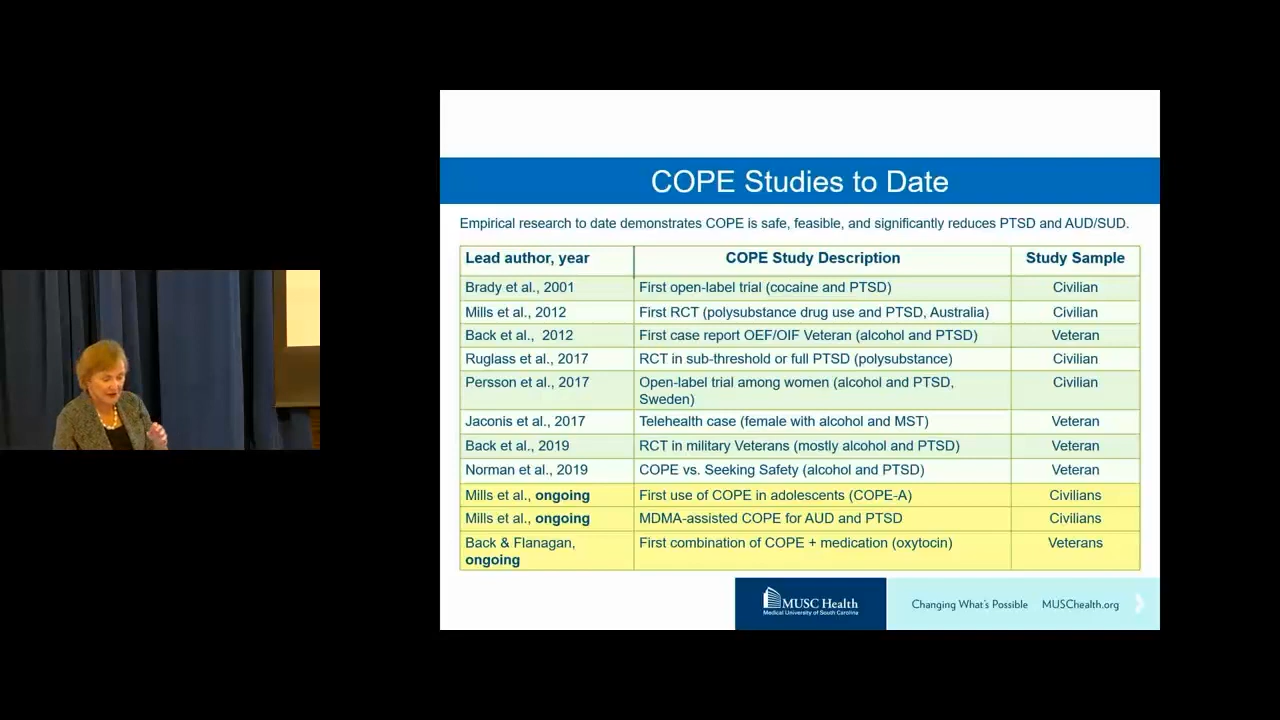 COPE Studies to Date
Empirical research to date demonstrates COPE is safe, feasible, and significantly reduces PTSD and AUD/SUD.
Lead author, year COPE Study Description Study Sample
Brady et al., 2001 First open-label trial (cocaine and PTSD) Civilian
Mills et al., 2012 First RCT (polysubstance drug use and PTSD, Australia) Civilian
Back et al., 2012 First case report OEF/OIF Veteran (alcohol and PTSD) Veteran
Ruglass et al., 2017 RCT in sub-threshold or full PTSD (polysubstance) Civilian
Persson et al., 2017 Open-label trial among women (alcohol and PTSD, Civilian
Sweden)
Jaconis et al., 2017 Telehealth case (female with alcohol and MST) Veteran
Back et al., 2019 RCT in military Veterans (mostly alcohol and PTSD) Veteran
Norman et al., 2019 COPE vs. Seeking Safety (alcohol and PTSD) Veteran
Mills et al., ongoing First use of COPE in adolescents (COPE-A) Civilians
Mills et al., ongoing MDMA-assisted COPE for AUD and PTSD Civilians
Back & Flanagan, First combination of COPE + medication (oxytocin) Veterans
ongoing
MUSC Health
Medical University of South Carolina
Changing What's Possible MUSChealth.org